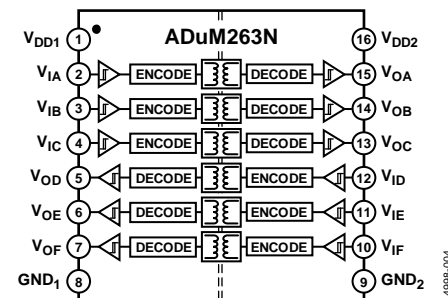 ADuM263N
VDD1 1 16 VDD2
VIA 2 ENCODE DECODE 15 VOA
VIB 3 ENCODE DECODE 14 VOB
VIC 4 ENCODE DECODE 13 VOC
VOD 5 DECODE ENCODE 12 VID
VOE 6 DECODE ENCODE 11 VIE
VOF 7 DECODE ENCODE 10 VIF
GND1 8 9 GND2